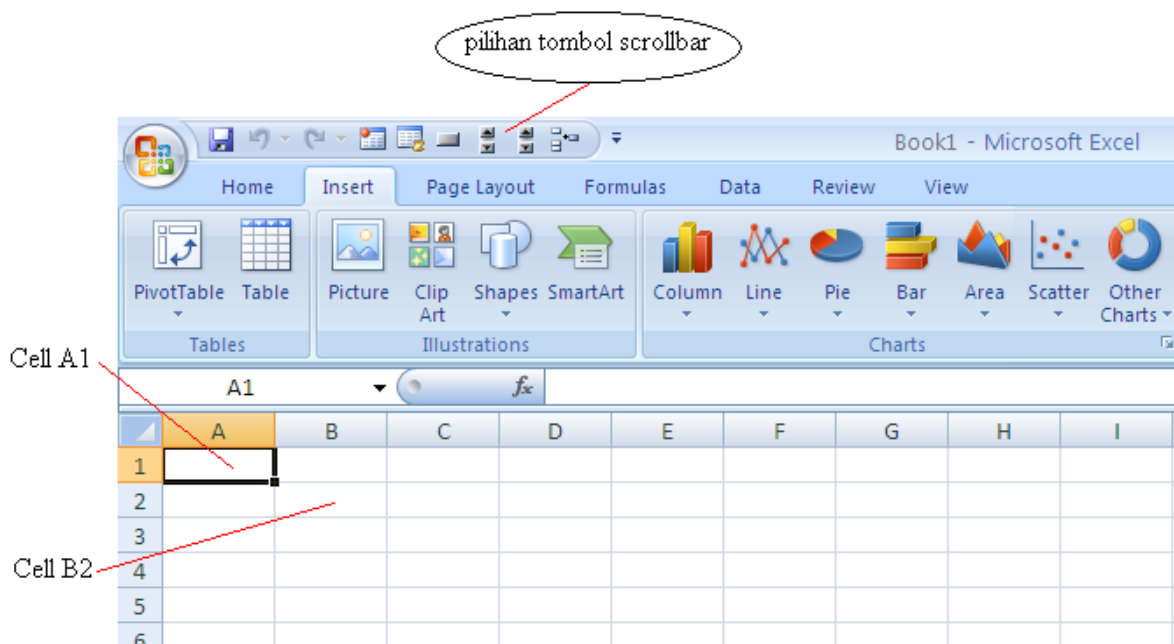 pilihan tombol scrollbar
Book1 - Microsoft Excel
Home Insert Page Layout Formulas Data Review View
PivotTable Table Picture Clip Art Shapes SmartArt Column Line Pie Bar Area Scatter Other Charts
Tables Illustrations Charts
Cell A1
A1 fx
A B C D E F G H I
1
2
3
Cell B2
4
5
6